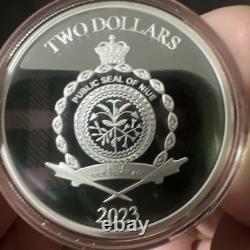 TWO DOLLARS
PUBLIC SEAL OF NIUE
2023